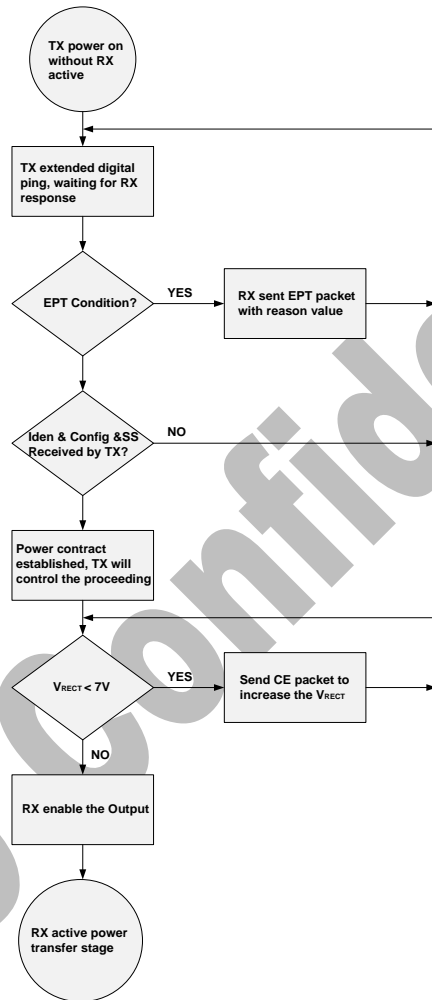 TX power on
without RX
active
TX extended digital
ping, waiting for RX
response
EPT Condition?
YES
RX sent EPT packet
with reason value
Iden & Config &SS
Received by TX?
NO
Power contract
established, TX will
control the proceeding
VRECT < 7V
YES
Send CE packet to
increase the VRECT
NO
RX enable the Output
RX active power
transfer stage
Confide